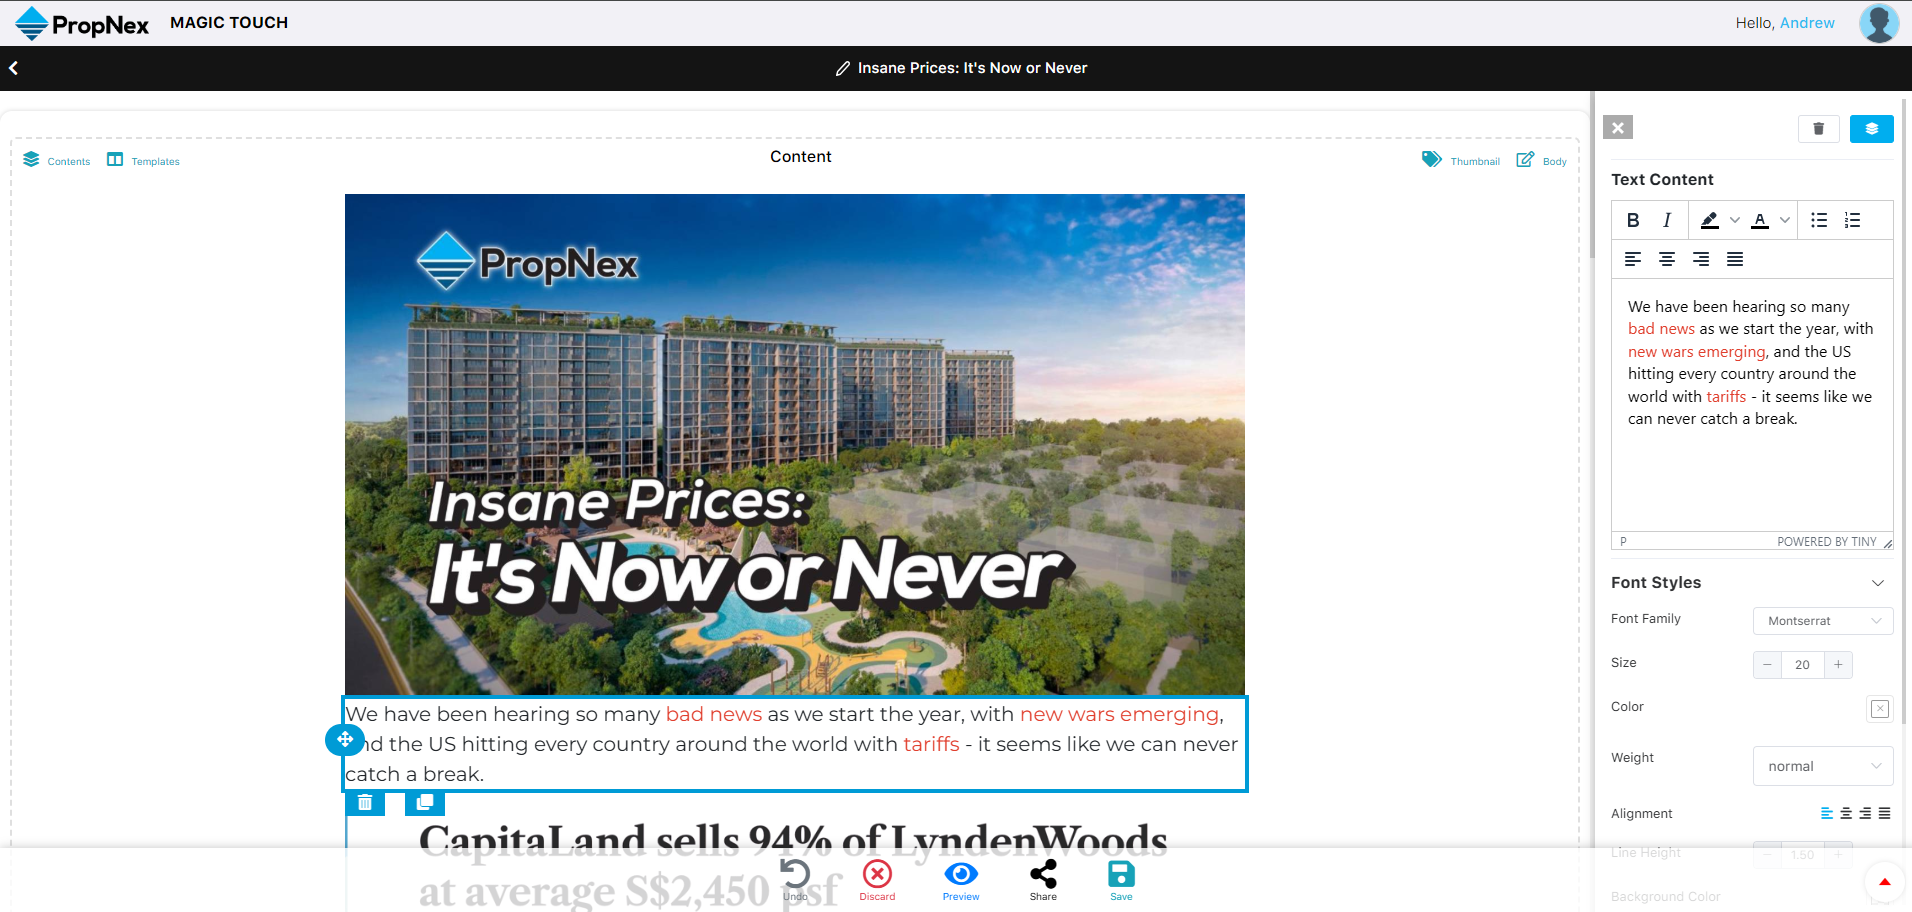 PropNex MAGIC TOUCH
Hello, Andrew
Insane Prices: It's Now or Never
Contents Templates
Content
Thumbnail Body
PropNex
Insane Prices:
It's Now or Never
We have been hearing so many bad news as we start the year, with new wars emerging,
and the US hitting every country around the world with tariffs - it seems like we can never
catch a break.
CapitaLand sells 94% of LyndenWoods
at average S$2,450 psf
Undo Discard Preview Share Save
Text Content
B I A
We have been hearing so many
bad news as we start the year, with
new wars emerging, and the US
hitting every country around the
world with tariffs - it seems like we
can never catch a break.
P POWERED BY TINY
Font Styles
Font Family Montserrat
Size − 20 +
Color
Weight normal
Alignment
Line Height − 1.50 +
Background Color